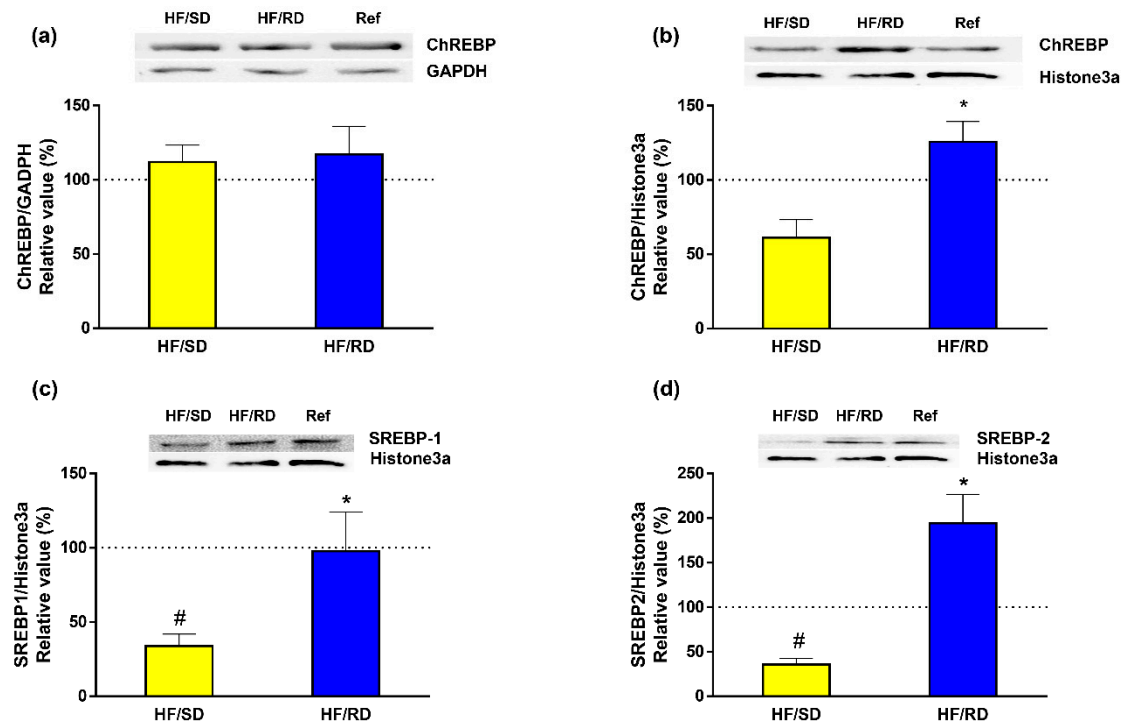 (a)
HF/SD HF/RD Ref
ChREBP
GAPDH
ChREBP/GADPH
Relative value (%)
150
100
50
0
HF/SD HF/RD
(b)
HF/SD HF/RD Ref
ChREBP
Histone3a
ChREBP/Histone3a
Relative value (%)
150
100
50
0
*
HF/SD HF/RD
(c)
HF/SD HF/RD Ref
SREBP-1
Histone3a
SREBP1/Histone3a
Relative value (%)
150
100
50
0
#
*
HF/SD HF/RD
(d)
HF/SD HF/RD Ref
SREBP-2
Histone3a
SREBP2/Histone3a
Relative value (%)
250
200
150
100
50
0
#
*
HF/SD HF/RD